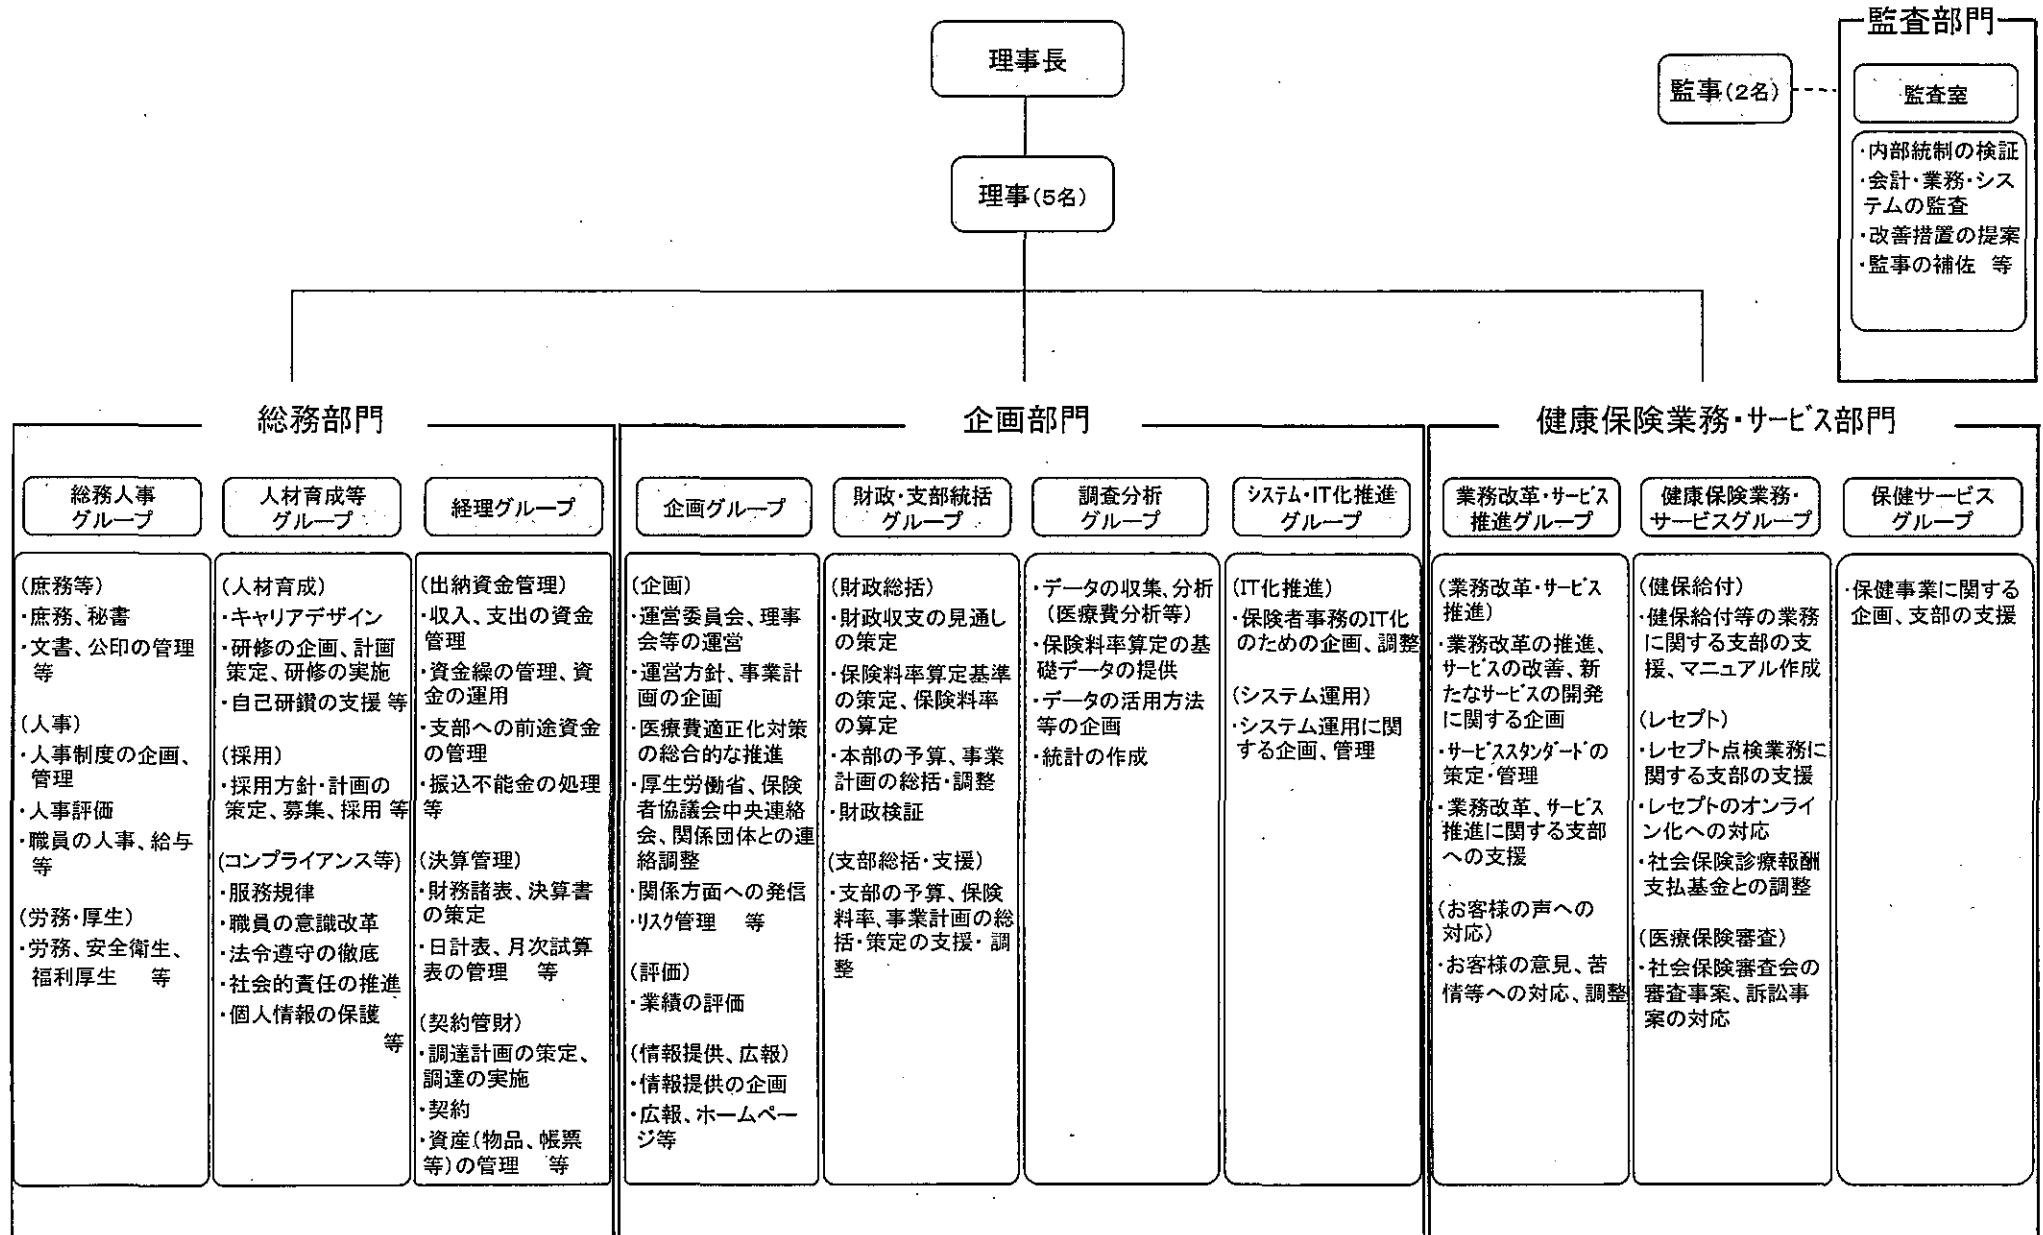 理事長
理事(5名)
監事(2名)
監査部門
監査室
・内部統制の検証
・会計・業務・シス
テムの監査
・改善措置の提案
・監事の補佐 等
総務部門
総務人事
グループ
(庶務等)
・庶務、秘書
・文書、公印の管理
等
(人事)
・人事制度の企画、
管理
・人事評価
・職員の人事、給与
等
(労務・厚生)
・労務、安全衛生、
福利厚生 等
人材育成等
グループ
(人材育成)
・キャリアデザイン
・研修の企画、計画
策定、研修の実施
・自己研鑽の支援 等
(採用)
・採用方針・計画の
策定、募集、採用 等
(コンプライアンス等)
・服務規律
・職員の意識改革
・法令遵守の徹底
・社会的責任の推進
・個人情報の保護
等
経理グループ
(出納資金管理)
・収入、支出の資金
管理
・資金繰の管理、資
金の運用
・支部への前途資金
の管理
・振込不能金の処理
等
(決算管理)
・財務諸表、決算書
の策定
・日計表、月次試算
表の管理 等
(契約管財)
・調達計画の策定、
調達の実施
・契約
・資産(物品、帳票
等)の管理 等
企画部門
企画グループ
(企画)
・運営委員会、理事
会等の運営
・運営方針、事業計
画の企画
・医療費適正化対策
の総合的な推進
・厚生労働省、保険
者協議会中央連絡
会、関係団体との連
絡調整
・関係方面への発信
・リスク管理 等
(評価)
・業績の評価
(情報提供、広報)
・情報提供の企画
・広報、ホームペー
ジ等
財政・支部統括
グループ
(財政総括)
・財政収支の見通し
の策定
・保険料率算定基準
の策定、保険料率
の算定
・本部の予算、事業
計画の総括・調整
・財政検証
(支部総括・支援)
・支部の予算、保険
料率、事業計画の総
括・策定の支援・調
整
調査分析
グループ
・データの収集、分析
(医療費分析等)
・保険料率算定の基
礎データの提供
・データの活用方法
等の企画
・統計の作成
システム・IT化推進
グループ
(IT化推進)
・保険者事務のIT化
のための企画、調整
(システム運用)
・システム運用に関
する企画、管理
健康保険業務・サービス部門
業務改革・サービス
推進グループ
(業務改革・サービス
推進)
・業務改革の推進、
サービスの改善、新
たなサービスの開発
に関する企画
・サービススタンダードの
策定・管理
・業務改革、サービス
推進に関する支部
への支援
(お客様の声への
対応)
・お客様の意見、苦
情等への対応、調整
健康保険業務・
サービスグループ
(健保給付)
・健保給付等の業務
に関する支部の支
援、マニュアル作成
(レセプト)
・レセプト点検業務に
関する支部の支援
・レセプトのオンライ
ン化への対応
・社会保険診療報酬
支払基金との調整
(医療保険審査)
・社会保険審査会の
審査事案、訴訟事
案の対応
保健サービス
グループ
・保健事業に関する
企画、支部の支援